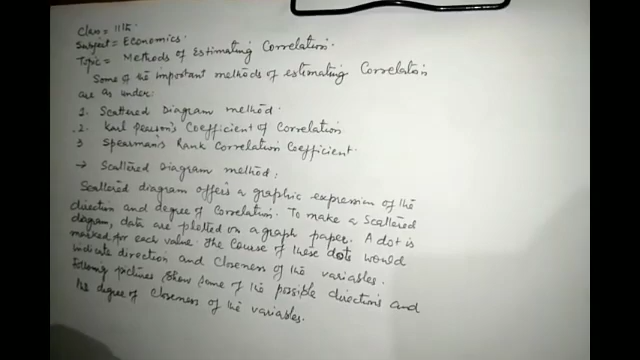 Class = 11th.
Subject = Economics.
Topic = Methods of Estimating Correlation.
Some of the important methods of estimating Correlation
are as under:
1. Scattered Diagram method.
2. Karl Pearson's Coefficient of Correlation
3 Spearman's Rank Correlation Coefficient.
→ Scattered Diagram method:
Scattered diagram offers a graphic expression of the
direction and degree of Correlation. To make a Scattered
diagram, data are plotted on a graph paper. A dot is
marked for each value. The Course of these dots would
indicate direction and closeness of the variables.
Following pictures show some of the possible directions and
the degree of closeness of the variables.